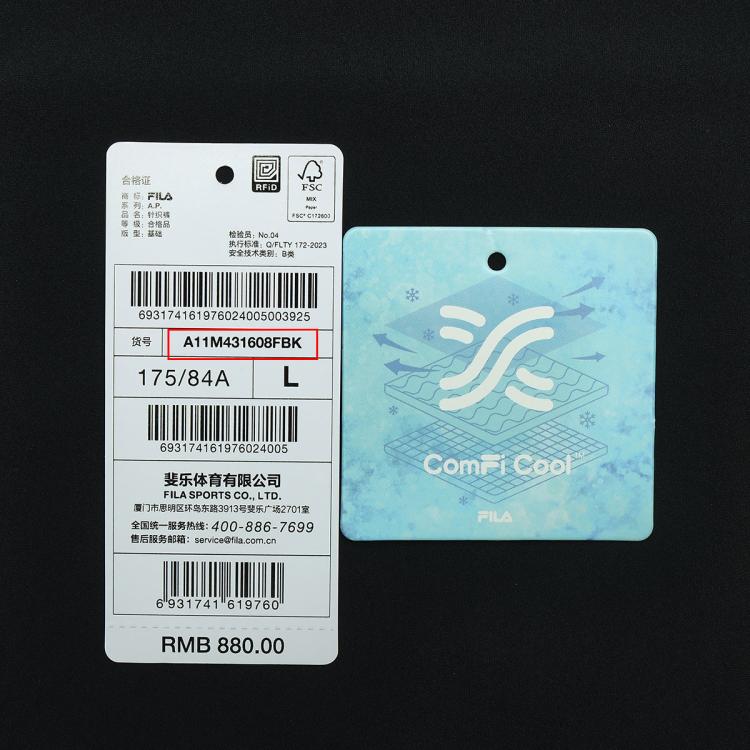 合格证
RFiD
FSC
MIX
Paper
FSC® C172600
商 标: FILA
系 列: A.P.
品 名: 针织裤
等 级: 合格品
版 型: 基础
检验员: No.04
执行标准: Q/FLTY 172-2023
安全技术类别: B类
693174161976024005003925
货号 A11M431608FBK
175/84A L
693174161976024005
斐乐体育有限公司
FILA SPORTS CO., LTD.
厦门市思明区环岛东路3913号斐乐广场2701室
全国统一服务热线: 400-886-7699
售后服务邮箱: service@fila.com.cn
6 931741 619760
RMB 880.00
ComFi Cool™
FILA